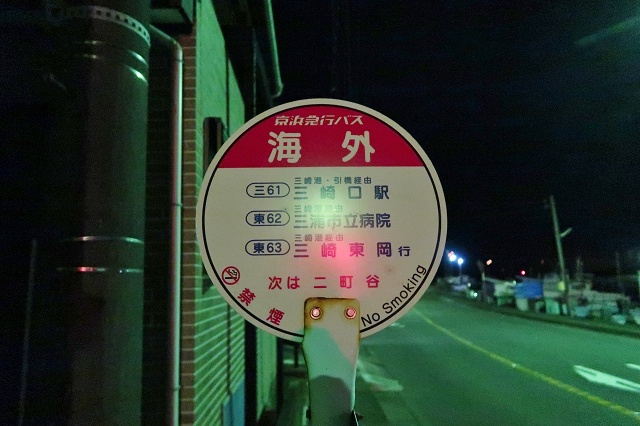 京浜急行バス
海外
三崎港・引橋経由
三61 三崎口駅
三崎港経由
東62 三浦市立病院
三崎港経由
東63 三崎東岡行
次は二町谷
禁煙 No Smoking